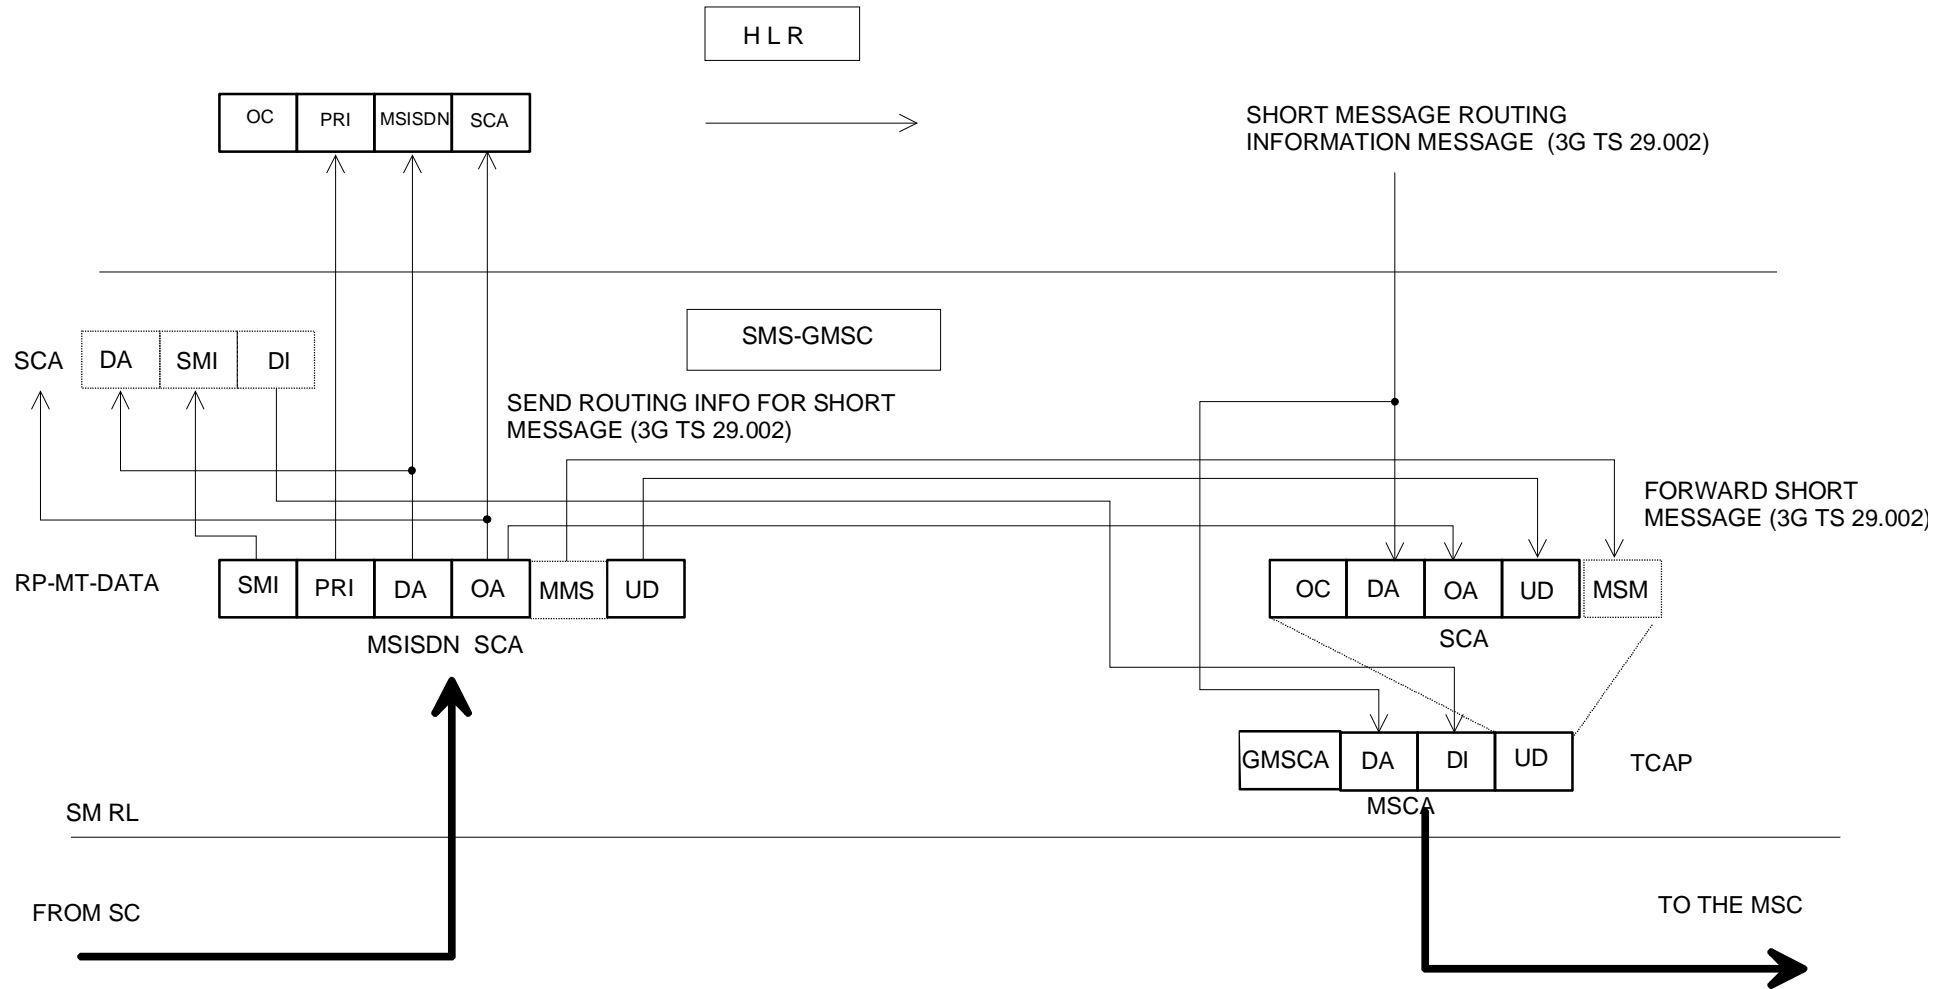 H L R
OC PRI MSISDN SCA
SHORT MESSAGE ROUTING
INFORMATION MESSAGE (3G TS 29.002)
SMS-GMSC
SCA DA SMI DI
SEND ROUTING INFO FOR SHORT
MESSAGE (3G TS 29.002)
FORWARD SHORT
MESSAGE (3G TS 29.002)
RP-MT-DATA SMI PRI DA OA MMS UD
MSISDN SCA
OC DA OA UD MSM
SCA
GMSCA DA DI UD TCAP
MSCA
SM RL
FROM SC
TO THE MSC